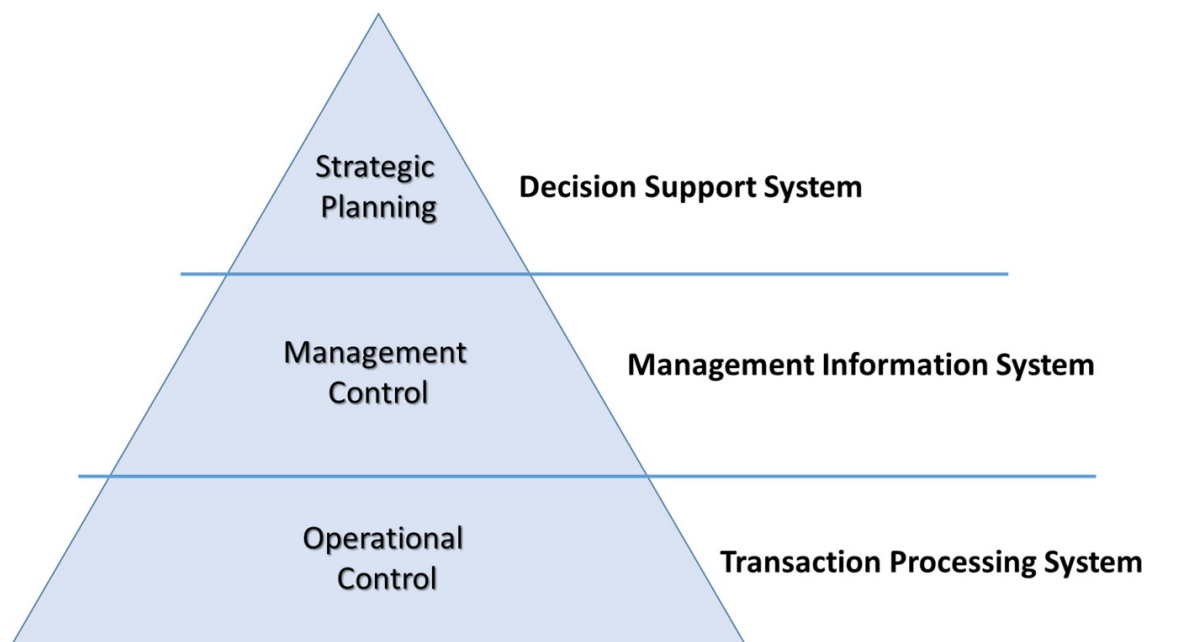 Strategic
Planning
Decision Support System
Management
Control
Management Information System
Operational
Control
Transaction Processing System